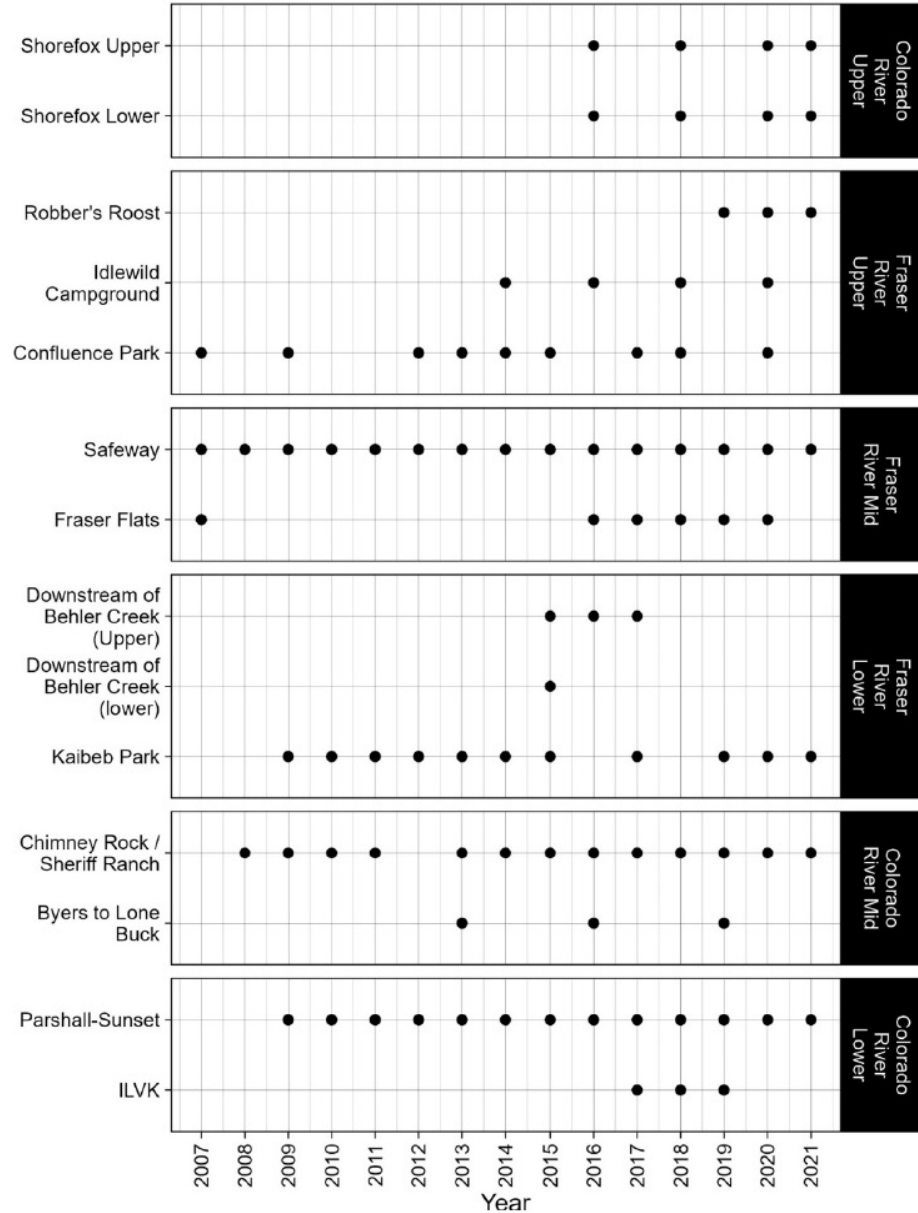 Shorefox Upper
Shorefox Lower
Colorado
River
Upper
Robber's Roost
Idlewild
Campground
Confluence Park
Fraser
River
Upper
Safeway
Fraser Flats
Fraser
River Mid
Downstream of
Behler Creek
(Upper)
Downstream of
Behler Creek
(lower)
Kaibeb Park
Fraser
River
Lower
Chimney Rock /
Sheriff Ranch
Byers to Lone
Buck
Colorado
River Mid
Parshall-Sunset
ILVK
Colorado
River
Lower
2007
2008
2009
2010
2011
2012
2013
2014
2015
2016
2017
2018
2019
2020
2021
Year